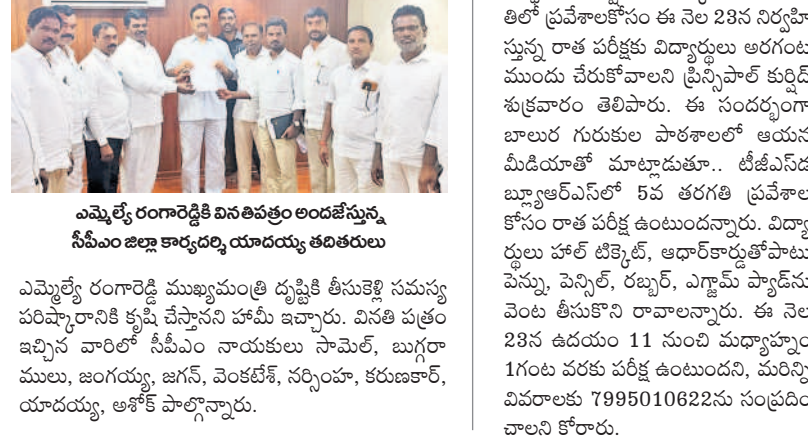 ఎమ్మెల్యే రంగారెడ్డికి వినతిపత్రం అందజేస్తున్న
సీపీఎం జిల్లా కార్యదర్శి యాదయ్య తదితరులు
ఎమ్మెల్యే రంగారెడ్డి ముఖ్యమంత్రి దృష్టికి తీసుకెళ్లి సమస్య
పరిష్కారానికి కృషి చేస్తానని హామీ ఇచ్చారు. వినతి పత్రం
ఇచ్చిన వారిలో సీపీఎం నాయకులు సామెల్, బుగ్గరా
ములు, జంగయ్య, జగన్, వెంకటేశ్, నర్సింహ, కరుణకార్,
యాదయ్య, అశోక్ పాల్గొన్నారు.
తిలో ప్రవేశాలకోసం ఈ నెల 23న నిర్వహి
స్తున్న రాత పరీక్షకు విద్యార్థులు అరగంట
ముందు చేరుకోవాలని ప్రిన్సిపాల్ కుర్షిద్
శుక్రవారం తెలిపారు. ఈ సందర్భంగా
బాలుర గురుకుల పాఠశాలలో ఆయన
మీడియాతో మాట్లాడుతూ.. టీజీఎస్‌డ
బ్ల్యూఆర్‌ఎస్‌లో 5వ తరగతి ప్రవేశాల
కోసం రాత పరీక్ష ఉంటుందన్నారు. విద్యా
ర్థులు హాల్ టిక్కెట్, ఆధార్‌కార్డుతోపాటు
పెన్ను, పెన్సిల్, రబ్బర్, ఎగ్జామ్ ప్యాడ్‌ను
వెంట తీసుకొని రావాలన్నారు. ఈ నెల
23న ఉదయం 11 నుంచి మధ్యాహ్నం
1గంట వరకు పరీక్ష ఉంటుందని, మరిన్ని
వివరాలకు 7995010622ను సంప్రదిం
చాలని కోరారు.